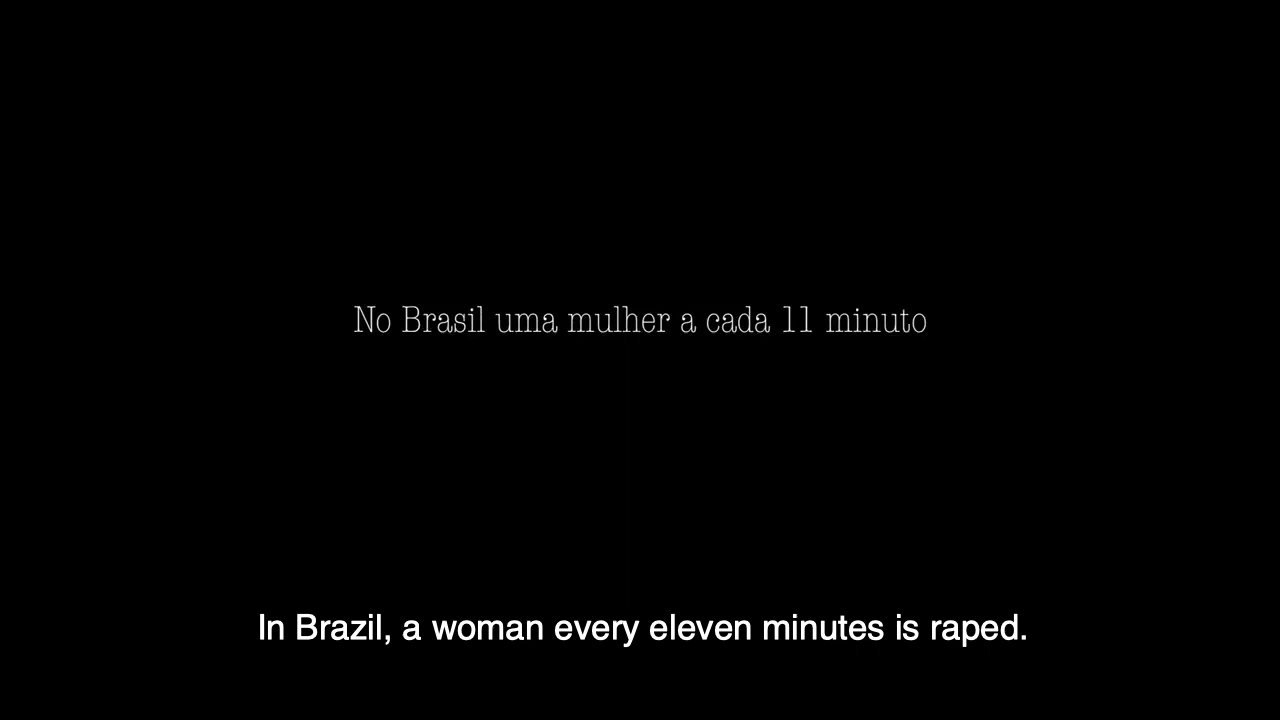 No Brasil uma mulher a cada 11 minuto
In Brazil, a woman every eleven minutes is raped.